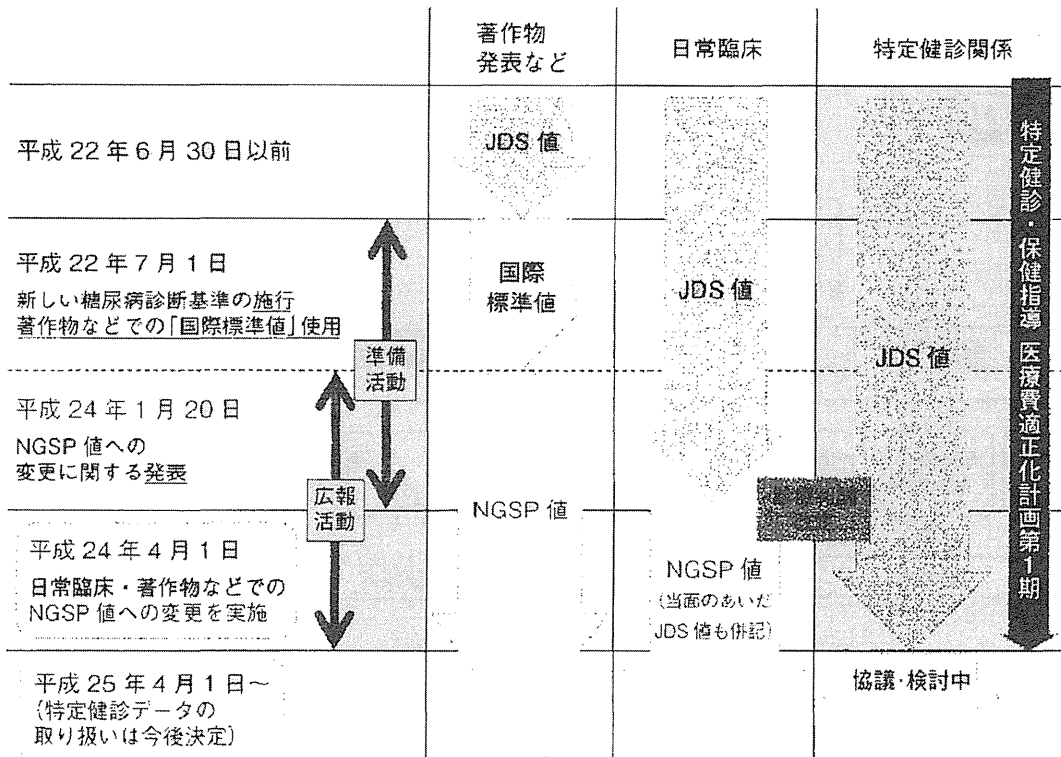 著作物
発表など
日常臨床
特定健診関係
平成 22 年 6 月 30 日以前
JDS 値
平成 22 年 7 月 1 日
新しい糖尿病診断基準の施行
著作物などでの「国際標準値」使用
国際
標準値
JDS 値
JDS 値
準備
活動
平成 24 年 1 月 20 日
NGSP 値への
変更に関する発表
広報
活動
NGSP 値
平成 24 年 4 月 1 日
日常臨床・著作物などでの
NGSP 値への変更を実施
NGSP 値
(当面のあいだ
JDS 値も併記)
特定健診・保健指導 医療費適正化計画第1期
平成 25 年 4 月 1 日～
(特定健診データの
取り扱いは今後決定)
協議・検討中